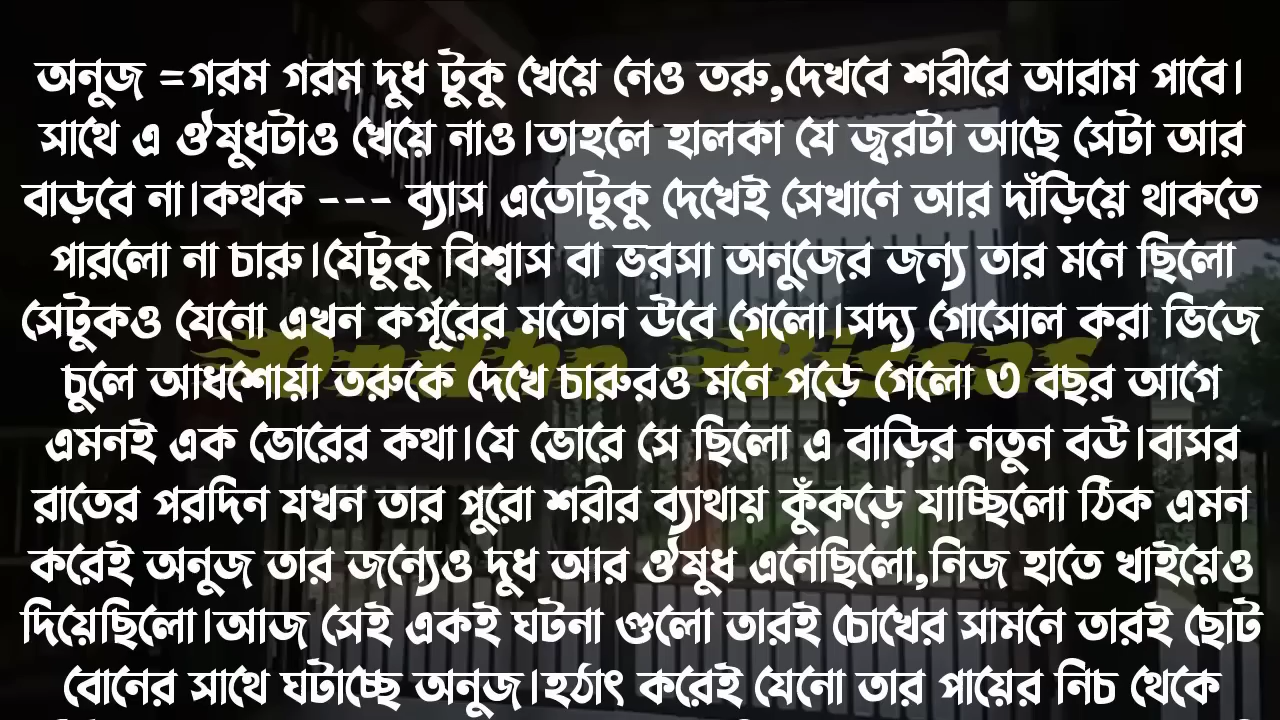 অনুজ =গরম গরম দুধ টুকু খেয়ে নেও তরু,দেখবে শরীরে আরাম পাবে।
সাথে এ ঔষুধটাও খেয়ে নাও।তাহলে হালকা যে জ্বরটা আছে সেটা আর
বাড়বে না।কথক --- ব্যাস এতোটুকু দেখেই সেখানে আর দাঁড়িয়ে থাকতে
পারলো না চারু।যেটুকু বিশ্বাস বা ভরসা অনুজের জন্য তার মনে ছিলো
সেটুকও যেনো এখন কর্পূরের মতোন ঊবে গেলো।সদ্য গোসোল করা ভিজে
চুলে আধশোয়া তরুকে দেখে চারুরও মনে পড়ে গেলো ৩ বছর আগে
এমনই এক ভোরের কথা।যে ভোরে সে ছিলো এ বাড়ির নতুন বউ।বাসর
রাতের পরদিন যখন তার পুরো শরীর ব্যাথায় কুঁকড়ে যাচ্ছিলো ঠিক এমন
করেই অনুজ তার জন্যেও দুধ আর ঔষুধ এনেছিলো,নিজ হাতে খাইয়েও
দিয়েছিলো।আজ সেই একই ঘটনা গুলো তারই চোখের সামনে তারই ছোট
বোনের সাথে ঘটাচ্ছে অনুজ।হঠাৎ করেই যেনো তার পায়ের নিচ থেকে